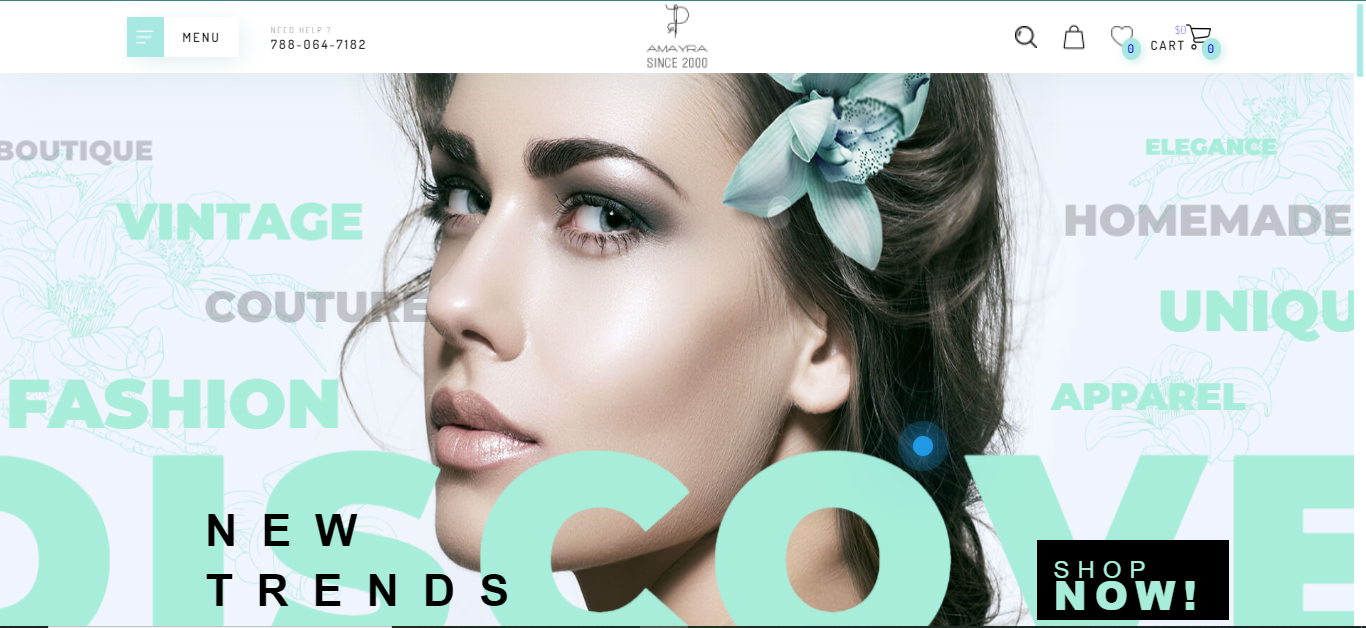 MENU
NEED HELP ?
788-064-7182
AMAYRA
SINCE 2000
0
$0
CART
0
BOUTIQUE
ELEGANCE
VINTAGE
HOMEMADE
COUTURE
UNIQU
FASHION
APPAREL
DISCOVE
NEW
TRENDS
SHOP
NOW!